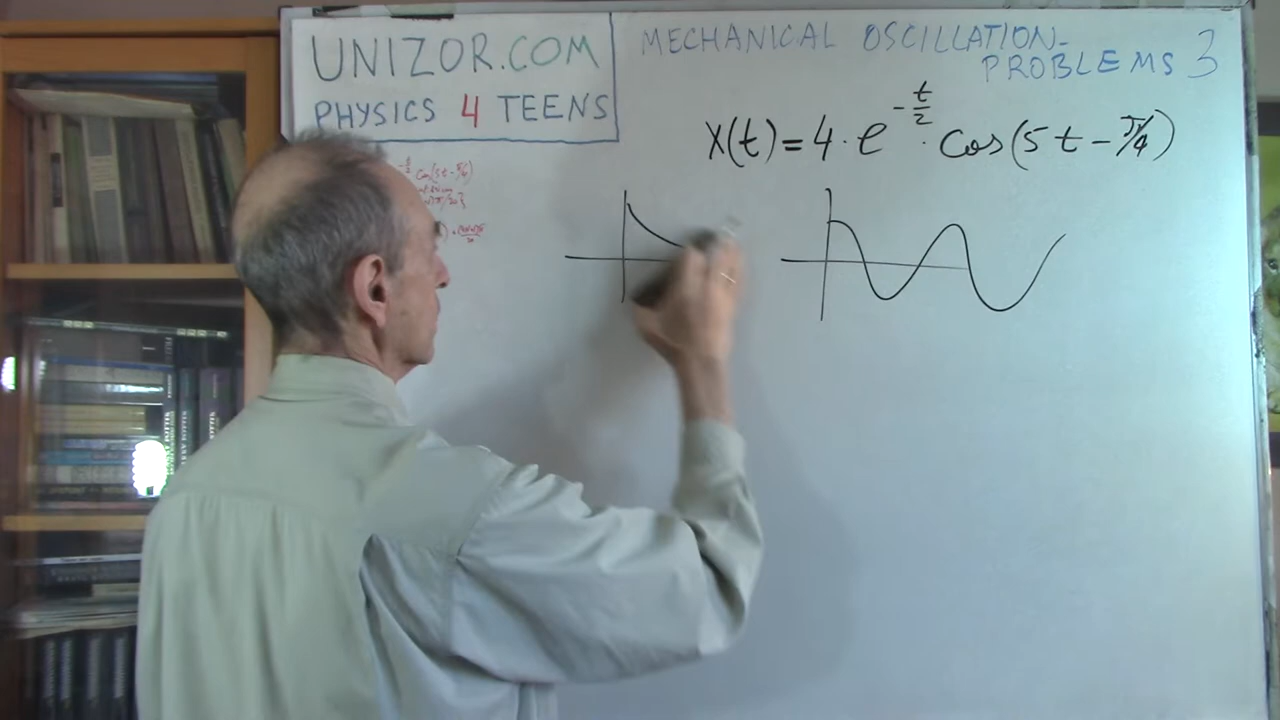 UNIZOR.COM
PHYSICS 4 TEENS
MECHANICAL OSCILLATION-
PROBLEMS 3
X(t)=4·e^{-t/2}·cos(5t-π/4)